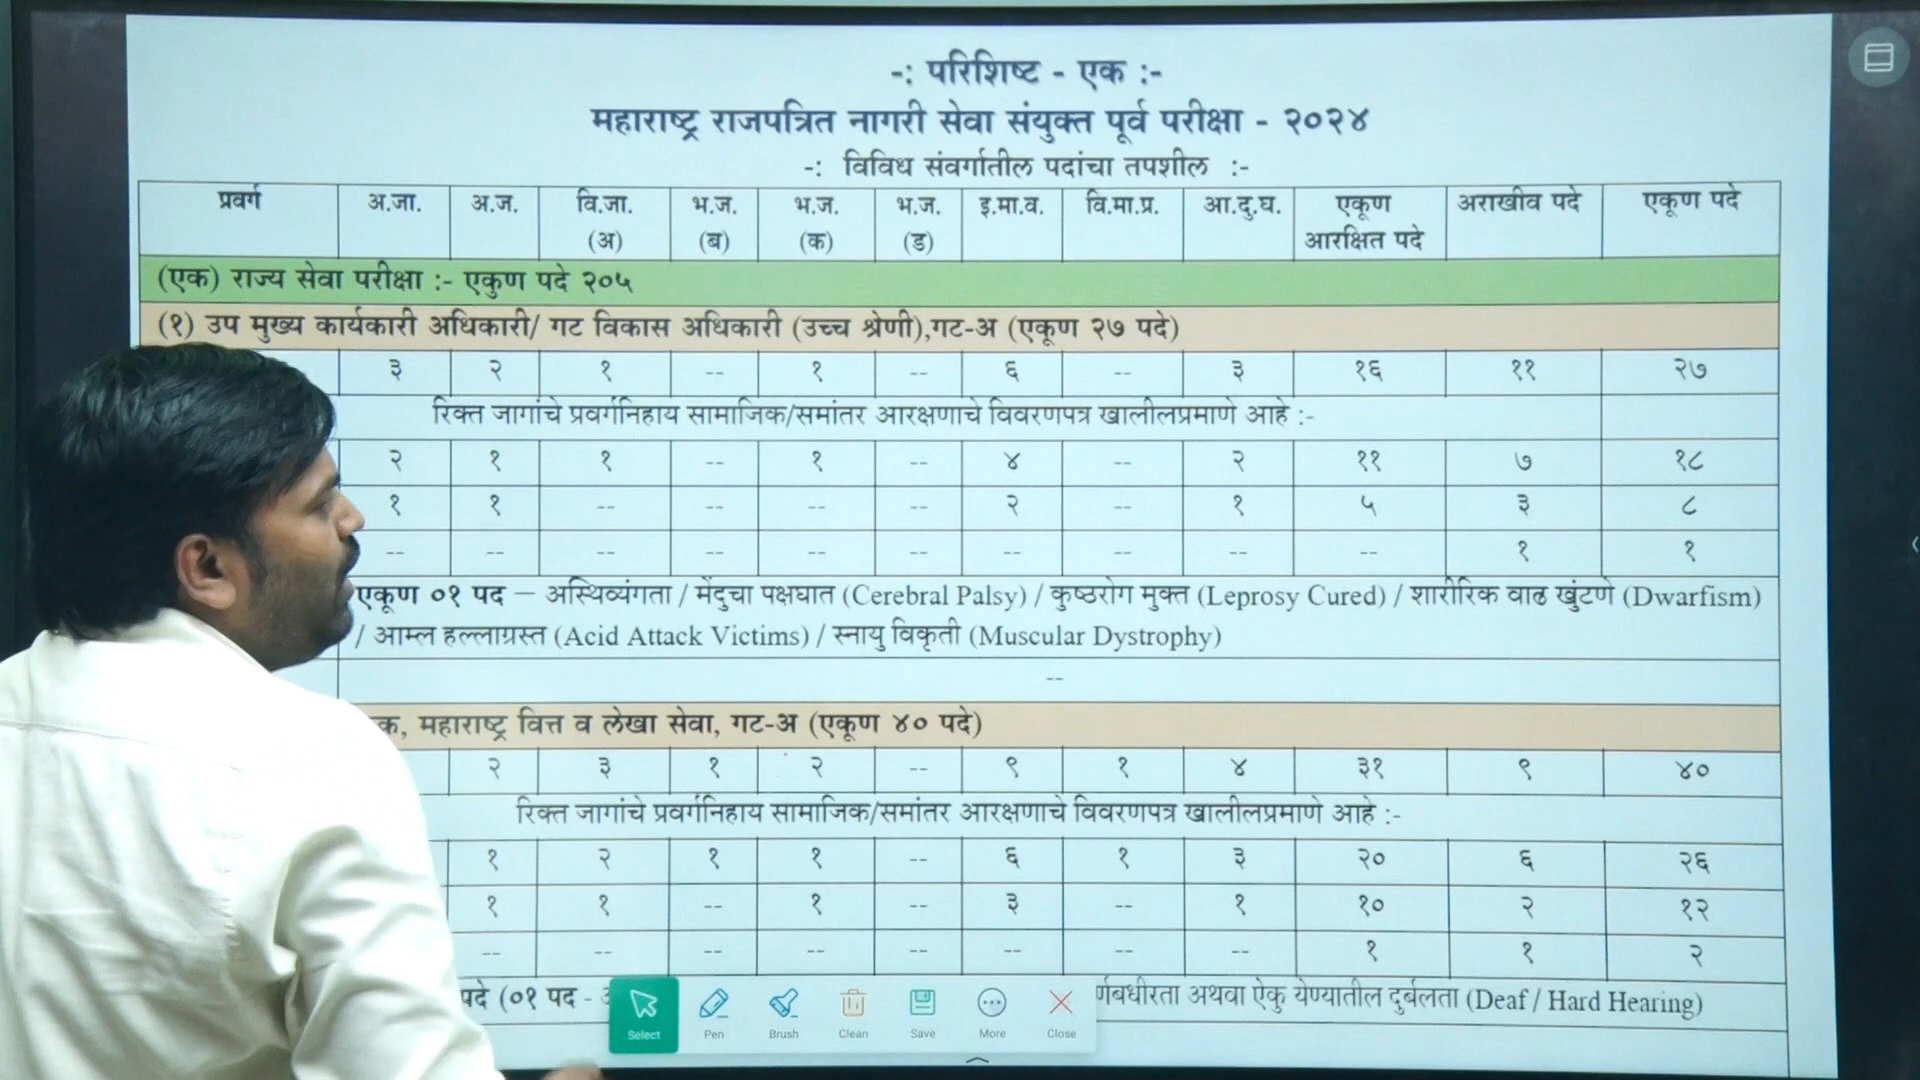 -: परिशिष्ट - एक :-
महाराष्ट्र राजपत्रित नागरी सेवा संयुक्त पूर्व परीक्षा - २०२४
-: विविध संवर्गातील पदांचा तपशील :-
प्रवर्ग अ.जा. अ.ज. वि.जा. (अ) भ.ज. (ब) भ.ज. (क) भ.ज. (ड) इ.मा.व. वि.मा.प्र. आ.दु.घ. एकूण आरक्षित पदे अराखीव पदे एकूण पदे
(एक) राज्य सेवा परीक्षा :- एकुण पदे २०५
(१) उप मुख्य कार्यकारी अधिकारी/ गट विकास अधिकारी (उच्च श्रेणी),गट-अ (एकूण २७ पदे)
३ २ १ -- १ -- ६ -- ३ १६ ११ २७
रिक्त जागांचे प्रवर्गनिहाय सामाजिक/समांतर आरक्षणाचे विवरणपत्र खालीलप्रमाणे आहे :-
२ १ १ -- १ -- ४ -- २ ११ ७ १८
१ १ -- -- -- -- २ -- १ ५ ३ ८
-- -- -- -- -- -- -- -- -- -- १ १
एकूण ०१ पद – अस्थिव्यंगता / मेंदुचा पक्षघात (Cerebral Palsy) / कुष्ठरोग मुक्त (Leprosy Cured) / शारीरिक वाढ खुंटणे (Dwarfism)
/ आम्ल हल्लाग्रस्त (Acid Attack Victims) / स्नायु विकृती (Muscular Dystrophy)
--
क, महाराष्ट्र वित्त व लेखा सेवा, गट-अ (एकूण ४० पदे)
२ ३ १ २ -- ९ १ ४ ३१ ९ ४०
रिक्त जागांचे प्रवर्गनिहाय सामाजिक/समांतर आरक्षणाचे विवरणपत्र खालीलप्रमाणे आहे :-
१ २ १ १ -- ६ १ ३ २० ६ २६
१ १ -- १ -- ३ -- १ १० २ १२
-- -- -- -- -- -- -- -- १ १ २
पदे (०१ पद - अथवा ऐकु येण्यातील दुर्बलता (Deaf / Hard Hearing)
Select Pen Brush Clean Save More Close